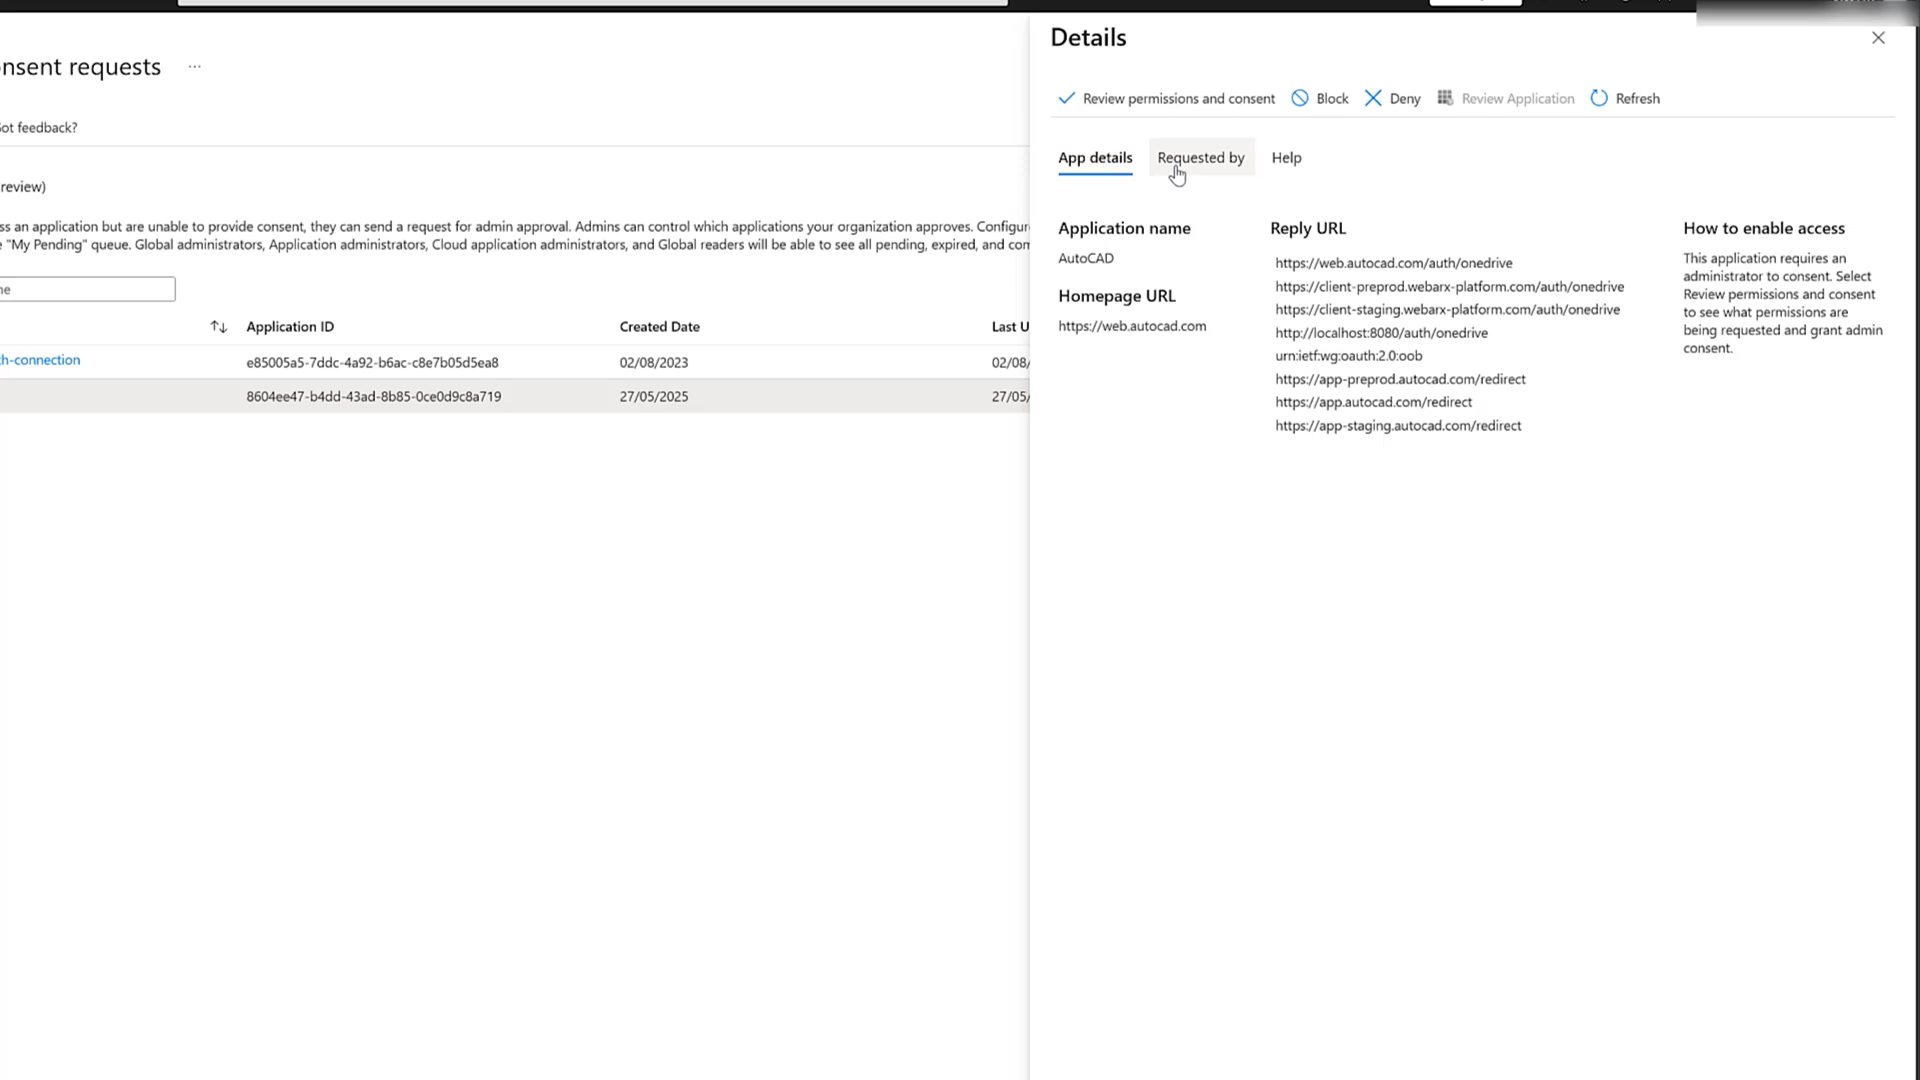 nsent requests ...
ot feedback?
review)
ss an application but are unable to provide consent, they can send a request for admin approval. Admins can control which applications your organization approves. Configur
"My Pending" queue. Global administrators, Application administrators, Cloud application administrators, and Global readers will be able to see all pending, expired, and con
ne
Application ID Created Date Last U
h-connection e85005a5-7ddc-4a92-b6ac-c8e7b05d5ea8 02/08/2023 02/08/
8604ee47-b4dd-43ad-8b85-0ce0d9c8a719 27/05/2025 27/05/
Details
Review permissions and consent Block Deny Review Application Refresh
App details Requested by Help
Application name
AutoCAD
Homepage URL
https://web.autocad.com
Reply URL
https://web.autocad.com/auth/onedrive
https://client-preprod.webarx-platform.com/auth/onedrive
https://client-staging.webarx-platform.com/auth/onedrive
http://localhost:8080/auth/onedrive
urn:ietf:wg:oauth:2.0:oob
https://app-preprod.autocad.com/redirect
https://app.autocad.com/redirect
https://app-staging.autocad.com/redirect
How to enable access
This application requires an
administrator to consent. Select
Review permissions and consent
to see what permissions are
being requested and grant admin
consent.